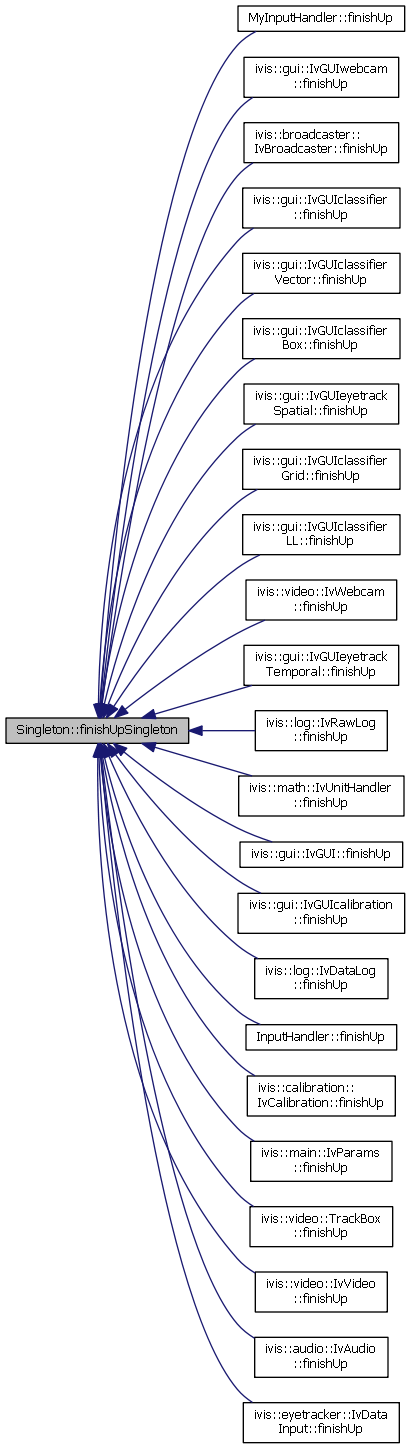 MyInputHandler::finishUp
ivis::gui::IvGUIwebcam
::finishUp
ivis::broadcaster::
IvBroadcaster::finishUp
ivis::gui::IvGUIclassifier
::finishUp
ivis::gui::IvGUIclassifier
Vector::finishUp
ivis::gui::IvGUIclassifier
Box::finishUp
ivis::gui::IvGUIeyetrack
Spatial::finishUp
ivis::gui::IvGUIclassifier
Grid::finishUp
ivis::gui::IvGUIclassifier
LL::finishUp
ivis::video::IvWebcam
::finishUp
ivis::gui::IvGUIeyetrack
Temporal::finishUp
Singleton::finishUpSingleton
ivis::log::IvRawLog
::finishUp
ivis::math::IvUnitHandler
::finishUp
ivis::gui::IvGUI::finishUp
ivis::gui::IvGUIcalibration
::finishUp
ivis::log::IvDataLog
::finishUp
InputHandler::finishUp
ivis::calibration::
IvCalibration::finishUp
ivis::main::IvParams
::finishUp
ivis::video::TrackBox
::finishUp
ivis::video::IvVideo
::finishUp
ivis::audio::IvAudio
::finishUp
ivis::eyetracker::IvData
Input::finishUp